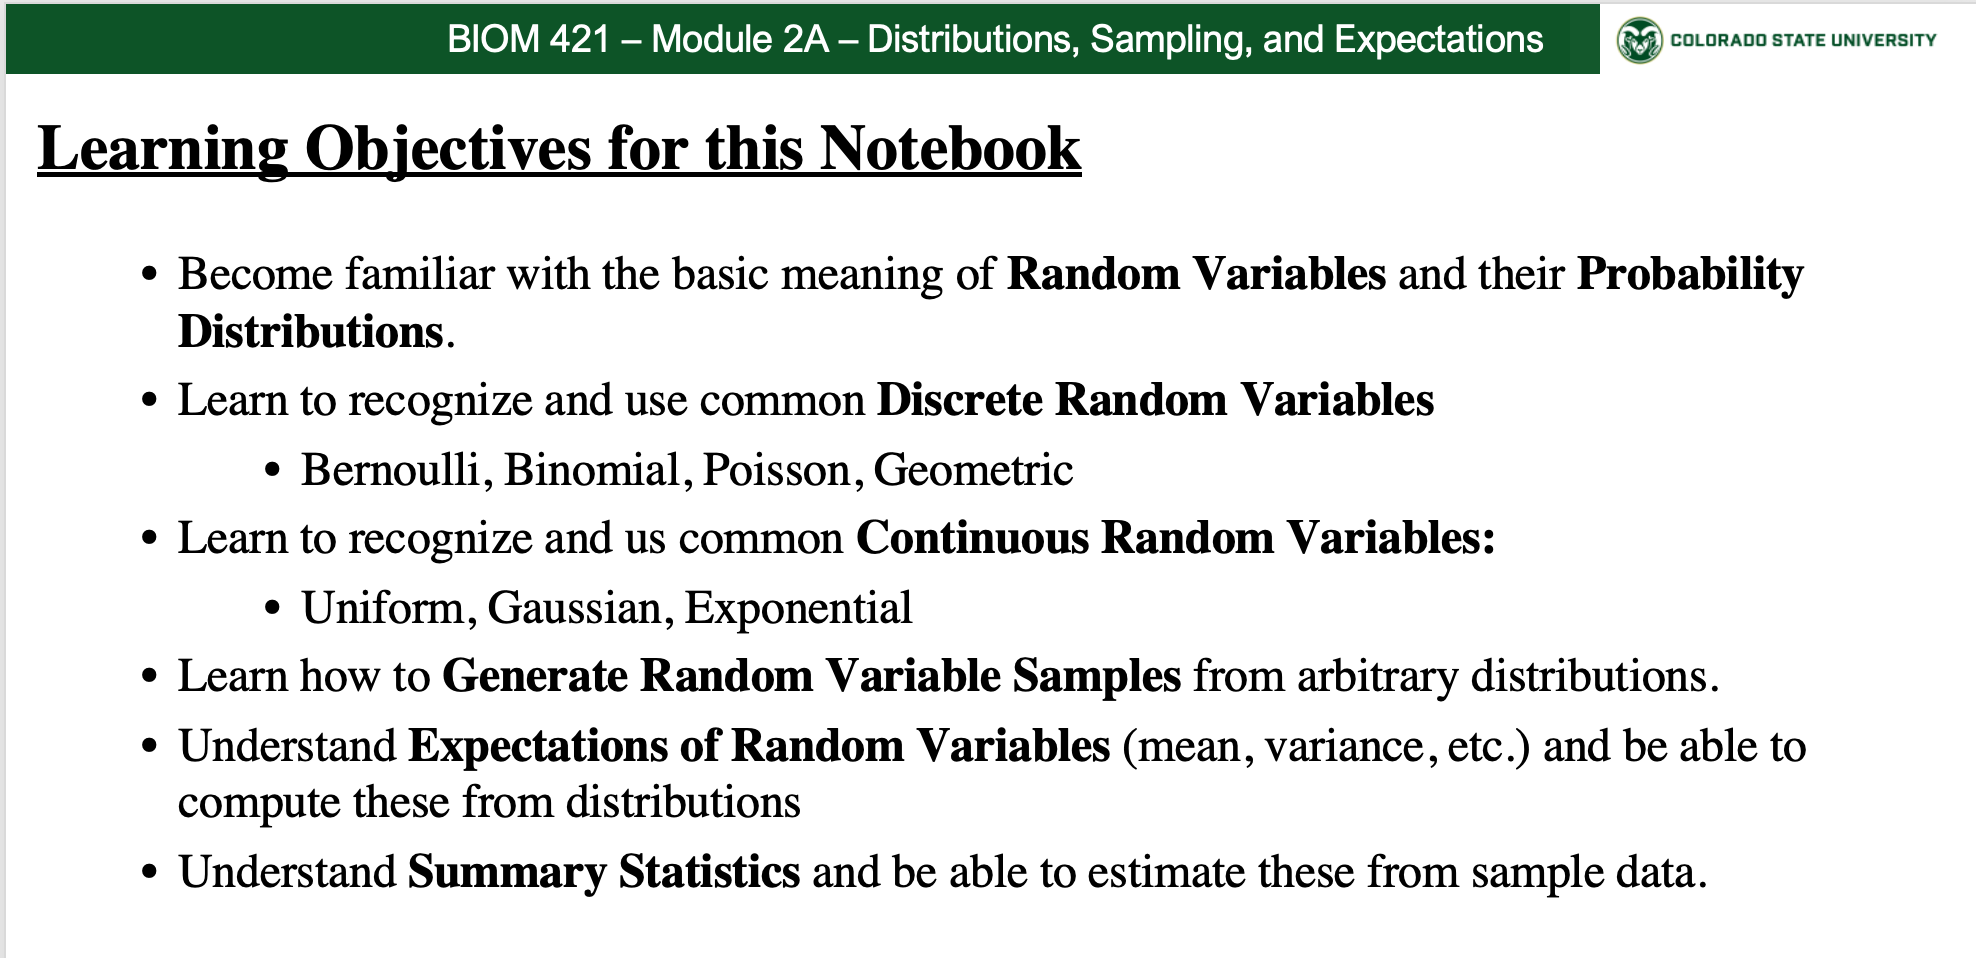 BIOM 421 – Module 2A – Distributions, Sampling, and Expectations
COLORADO STATE UNIVERSITY
Learning Objectives for this Notebook
• Become familiar with the basic meaning of Random Variables and their Probability
Distributions.
• Learn to recognize and use common Discrete Random Variables
• Bernoulli, Binomial, Poisson, Geometric
• Learn to recognize and us common Continuous Random Variables:
• Uniform, Gaussian, Exponential
• Learn how to Generate Random Variable Samples from arbitrary distributions.
• Understand Expectations of Random Variables (mean, variance, etc.) and be able to
compute these from distributions
• Understand Summary Statistics and be able to estimate these from sample data.